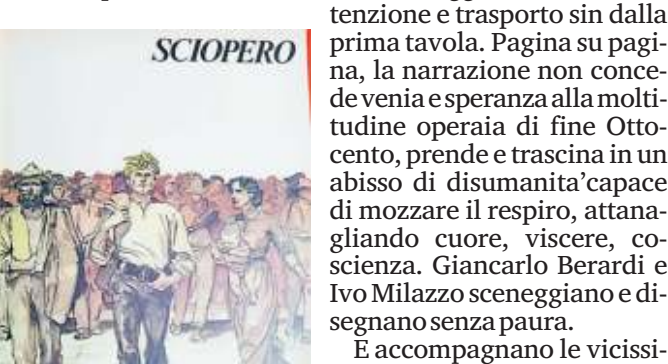 SCIOPERO
tenzione e trasporto sin dalla
prima tavola. Pagina su pagi-
na, la narrazione non conce-
de venia e speranza alla molti-
tudine operaia di fine Otto-
cento, prende e trascina in un
abisso di disumanita'capace
di mozzare il respiro, attana-
gliando cuore, viscere, co-
scienza. Giancarlo Berardi e
Ivo Milazzo sceneggiano e di-
segnano senza paura.
E accompagnano le vicissi-